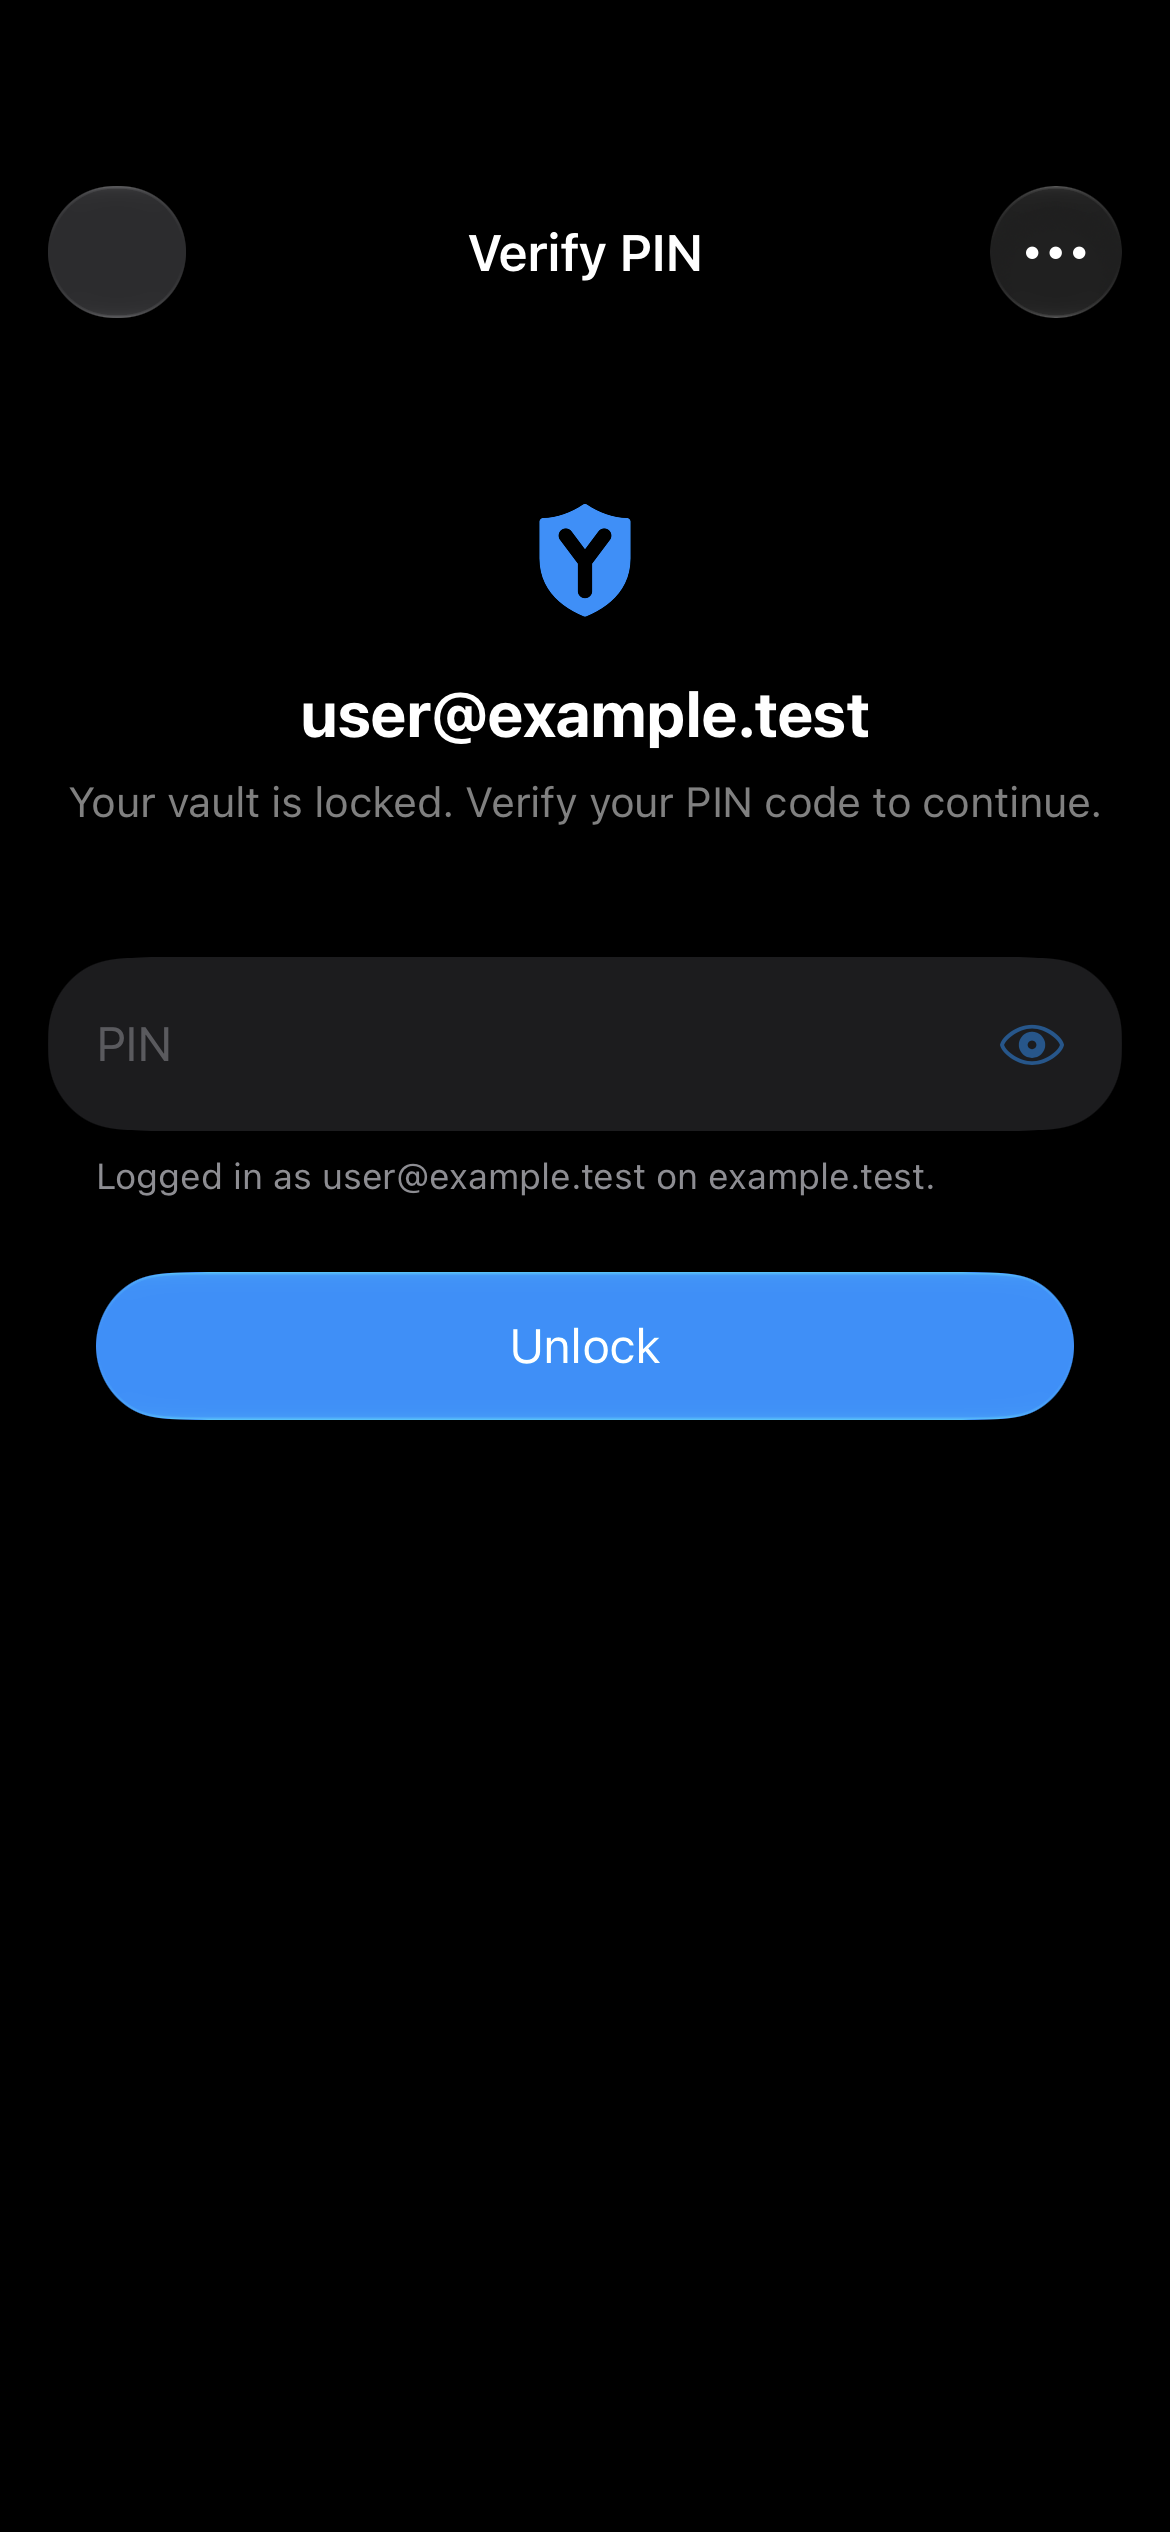 Verify PIN
user@example.test
Your vault is locked. Verify your PIN code to continue.
PIN
Logged in as user@example.test on example.test.
Unlock